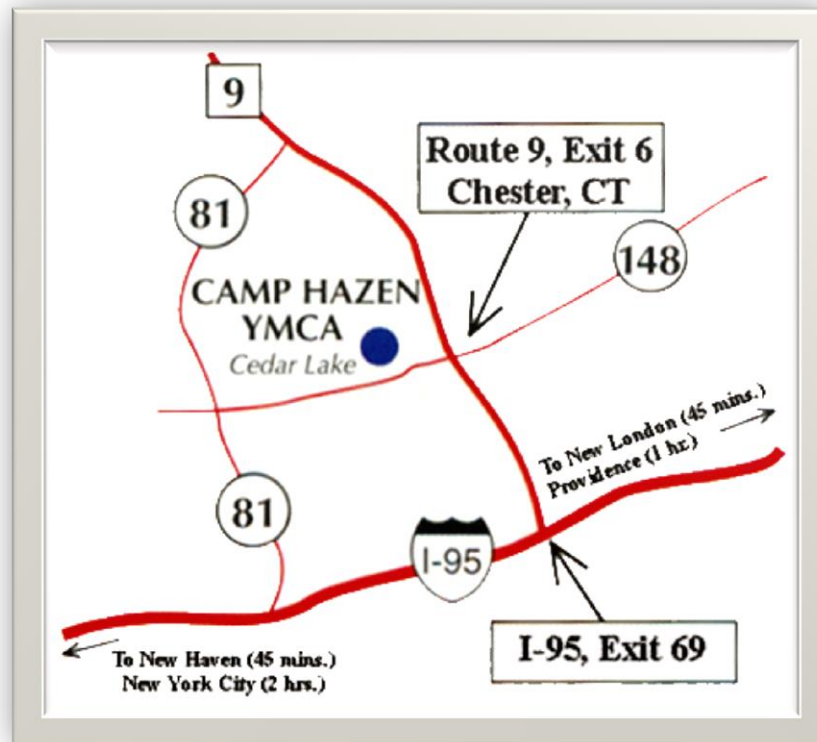 9
Route 9, Exit 6
Chester, CT
81
148
CAMP HAZEN
YMCA
Cedar Lake
To New London (45 mins.)
Providence (1 hr.)
81
I-95
I-95, Exit 69
To New Haven (45 mins.)
New York City (2 hrs.)